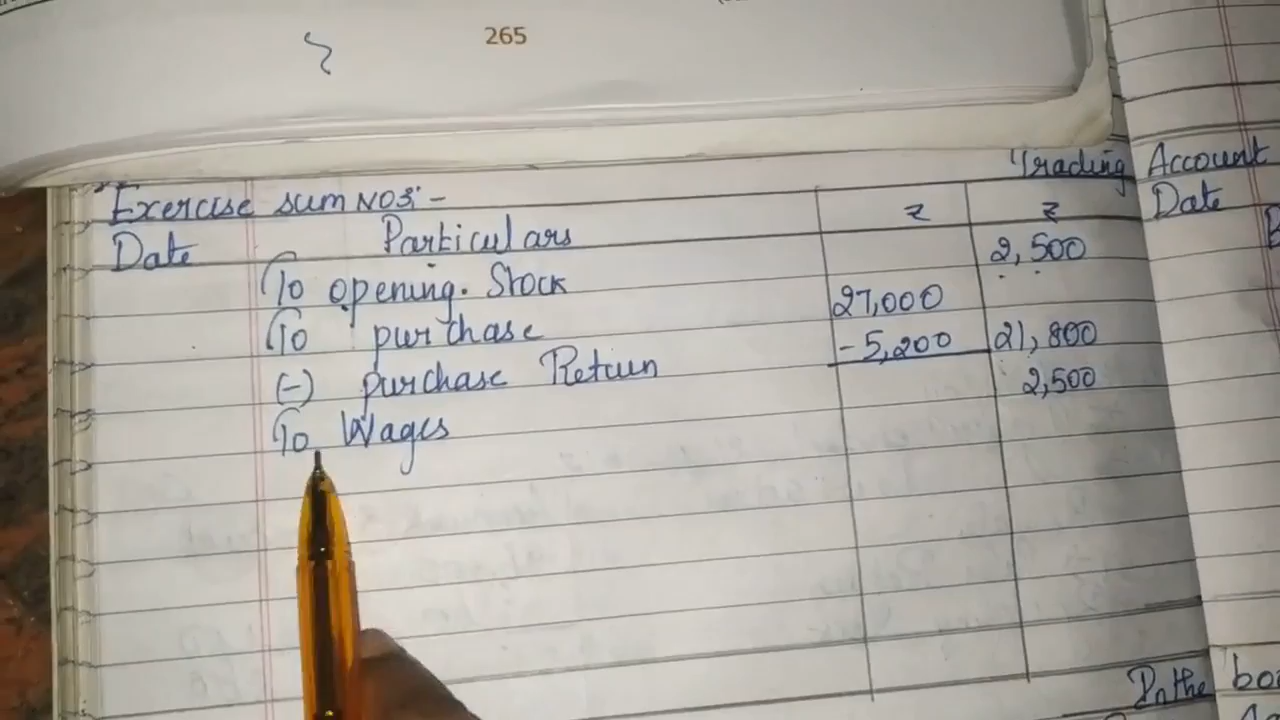 265
Trading Account
Exercise sum NO3:-
Date Particulars ₹ ₹ Date
To opening. Stock 2,500
To purchase 27,000
(-) purchase Retun - 5,200 21,800
To Wages 2,500
In the